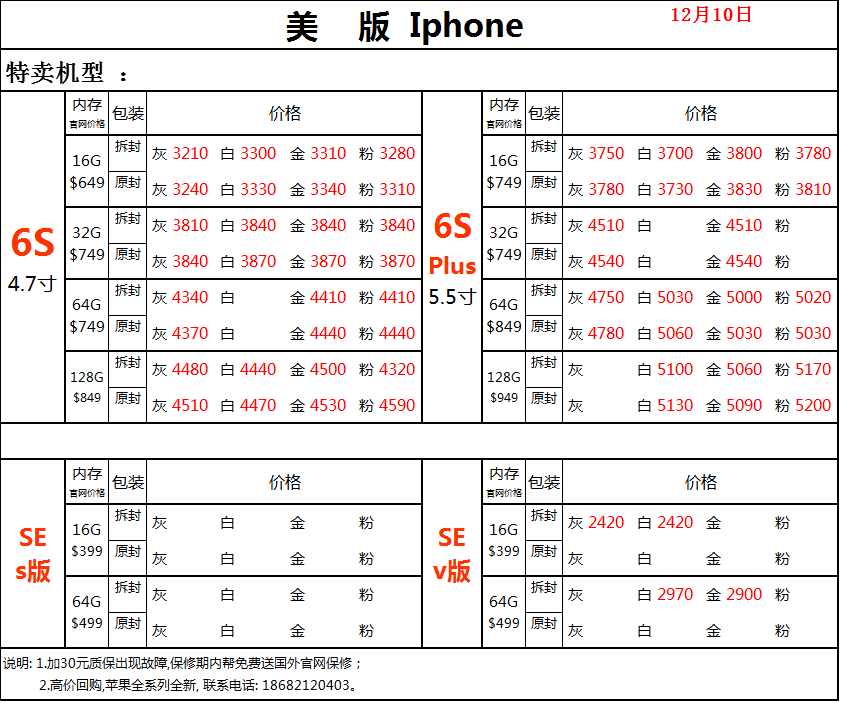 美 版 Iphone 12月10日
特卖机型 :
内存 官网价格 包装 价格 内存 官网价格 包装 价格
6S 4.7寸
16G $649
拆封 灰 3210 白 3300 金 3310 粉 3280
原封 灰 3240 白 3330 金 3340 粉 3310
32G $749
拆封 灰 3810 白 3840 金 3840 粉 3840
原封 灰 3840 白 3870 金 3870 粉 3870
64G $749
拆封 灰 4340 白 金 4410 粉 4410
原封 灰 4370 白 金 4440 粉 4440
128G $849
拆封 灰 4480 白 4440 金 4500 粉 4320
原封 灰 4510 白 4470 金 4530 粉 4590
6S Plus 5.5寸
16G $749
拆封 灰 3750 白 3700 金 3800 粉 3780
原封 灰 3780 白 3730 金 3830 粉 3810
32G $749
拆封 灰 4510 白 金 4510 粉
原封 灰 4540 白 金 4540 粉
64G $849
拆封 灰 4750 白 5030 金 5000 粉 5020
原封 灰 4780 白 5060 金 5030 粉 5030
128G $949
拆封 灰 白 5100 金 5060 粉 5170
原封 灰 白 5130 金 5090 粉 5200
内存 官网价格 包装 价格 内存 官网价格 包装 价格
SE s版
16G $399
拆封 灰 白 金 粉
原封 灰 白 金 粉
64G $499
拆封 灰 白 金 粉
原封 灰 白 金 粉
SE v版
16G $399
拆封 灰 2420 白 2420 金 粉
原封 灰 白 金 粉
64G $499
拆封 灰 白 2970 金 2900 粉
原封 灰 白 金 粉
说明: 1.加30元质保出现故障,保修期内帮免费送国外官网保修；
2.高价回购,苹果全系列全新, 联系电话: 18682120403。